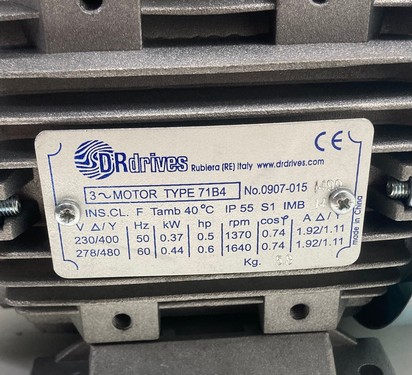 DRdrives Rubiera (RE) Italy www.drdrives.com CE
3~MOTOR TYPE 71B4 No.0907-015
INS.CL. F Tamb 40°C IP 55 S1 IMB 14
V Δ/Y Hz kW hp rpm cosφ A Δ/Y
230/400 50 0.37 0.5 1370 0.74 1.92/1.11
278/480 60 0.44 0.6 1640 0.74 1.92/1.11
Kg.
made in China